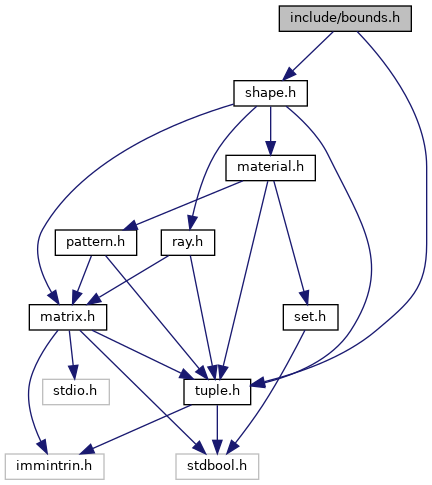 include/bounds.h
shape.h
material.h
pattern.h
ray.h
matrix.h
set.h
stdio.h
tuple.h
immintrin.h
stdbool.h